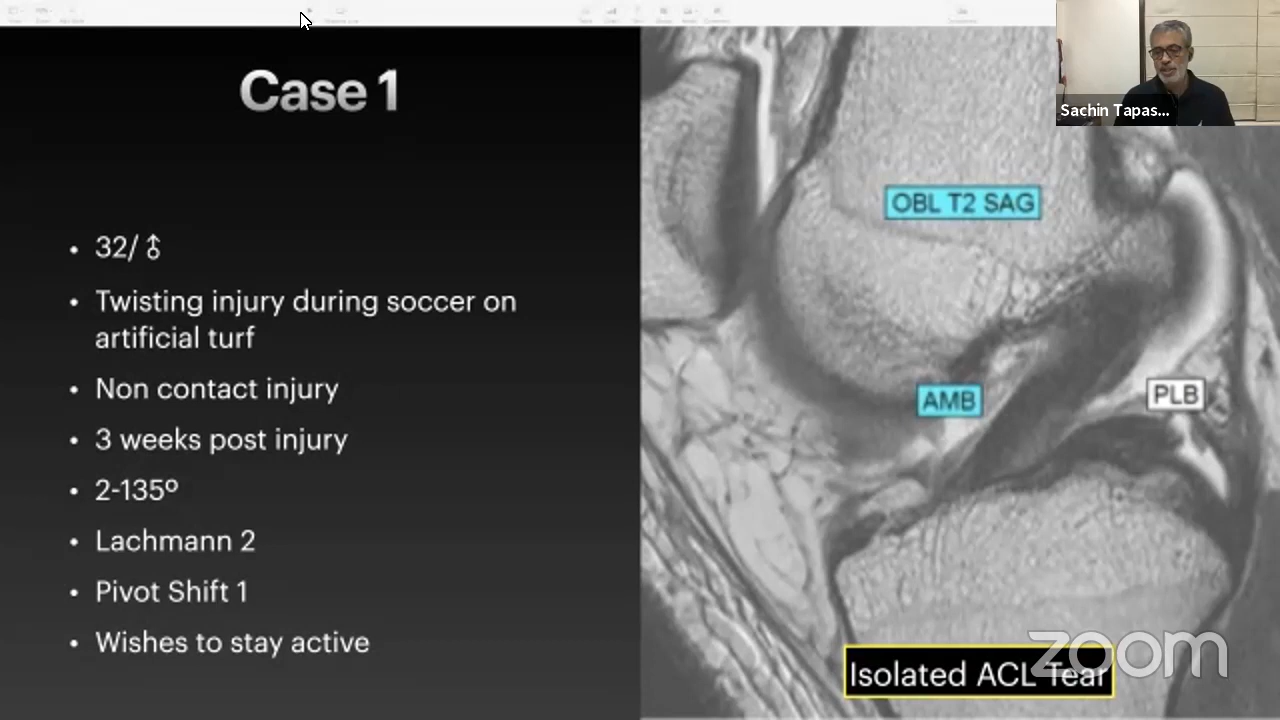 Case 1
• 32/ ⚦
• Twisting injury during soccer on
artificial turf
• Non contact injury
• 3 weeks post injury
• 2-135º
• Lachmann 2
• Pivot Shift 1
• Wishes to stay active
OBL T2 SAG
AMB
PLB
Isolated ACL Tear
Sachin Tapas...
zoom